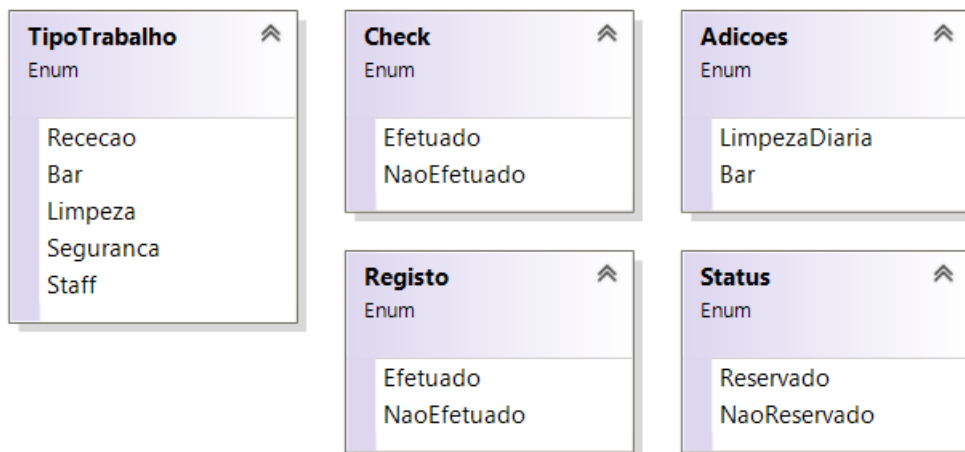 TipoTrabalho
Enum
Rececao
Bar
Limpeza
Seguranca
Staff
Check
Enum
Efetuado
NaoEfetuado
Adicoes
Enum
LimpezaDiaria
Bar
Registo
Enum
Efetuado
NaoEfetuado
Status
Enum
Reservado
NaoReservado